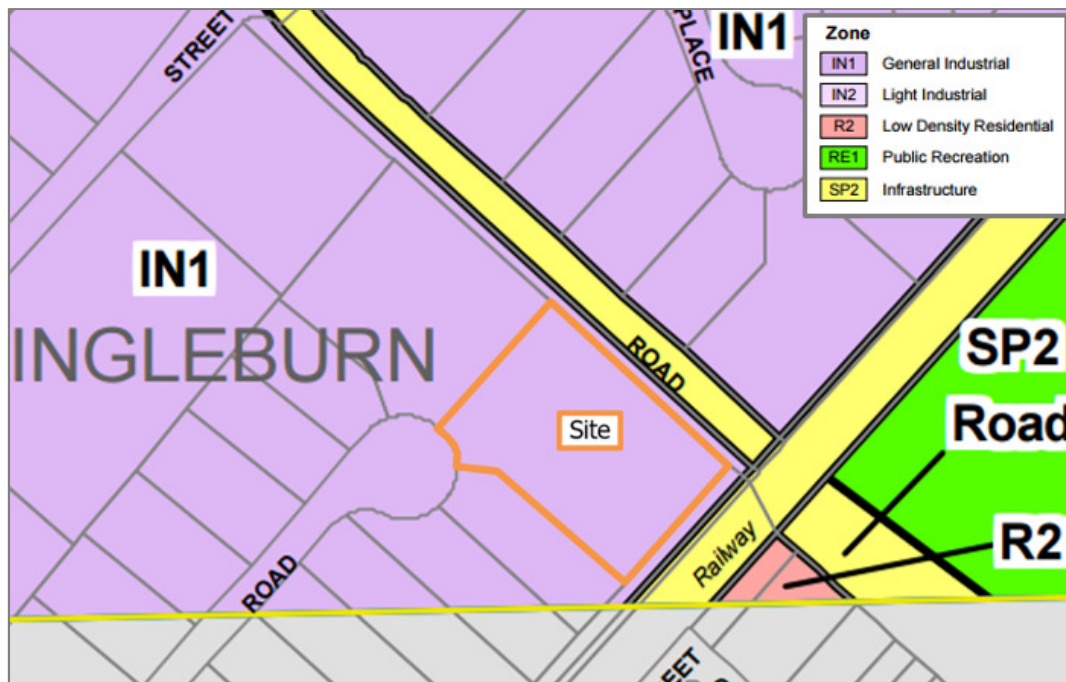 STREET
PLACE
IN1
Zone
IN1 General Industrial
IN2 Light Industrial
R2 Low Density Residential
RE1 Public Recreation
SP2 Infrastructure
IN1
INGLEBURN
ROAD
SP2
Site
Road
Railway
R2
ROAD